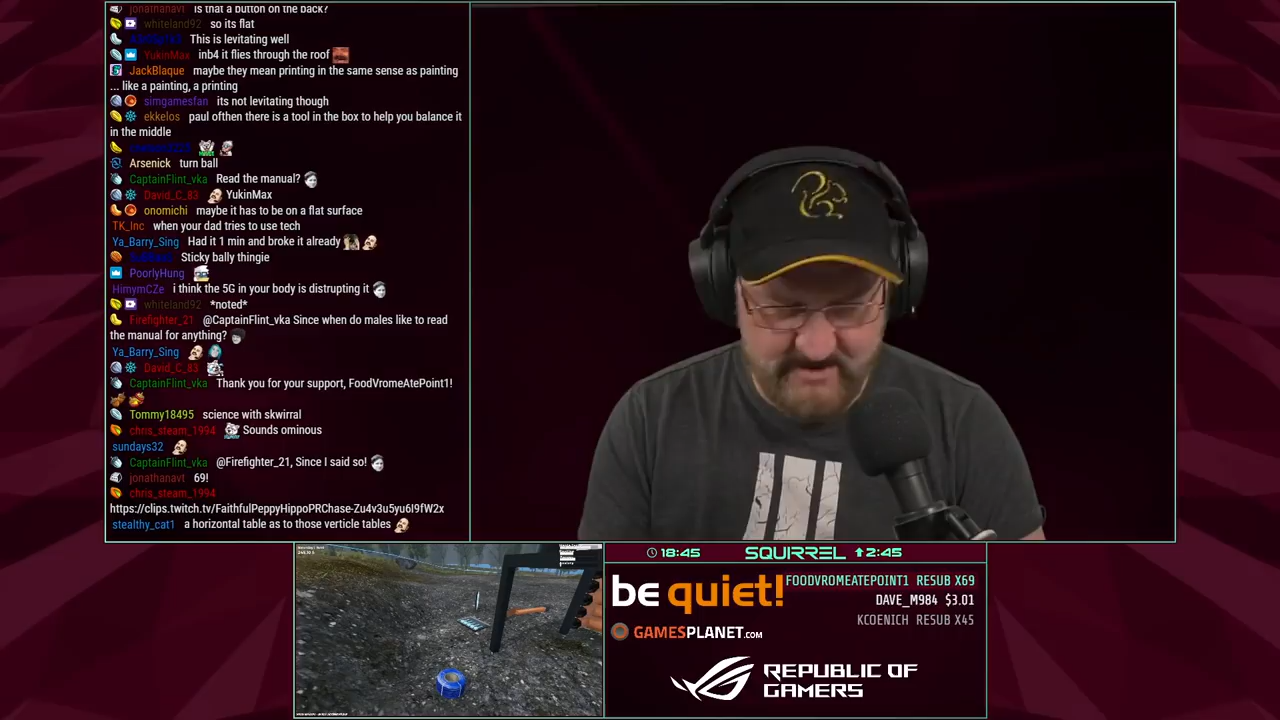 jonathanavt is that a button on the back?
whiteland92 so its flat
This is levitating well
YukinMax inb4 it flies through the roof
JackBlaque maybe they mean printing in the same sense as painting
... like a painting, a printing
simgamesfan its not levitating though
ekkelos paul ofthen there is a tool in the box to help you balance it
in the middle
Arsenick turn ball
CaptainFlint_vka Read the manual?
David_C_83 YukinMax
onomichi maybe it has to be on a flat surface
TK_Inc when your dad tries to use tech
Ya_Barry_Sing Had it 1 min and broke it already
Sticky bally thingie
PoorlyHung
HimymCZe i think the 5G in your body is distrupting it
whiteland92 *noted*
Firefighter_21 @CaptainFlint_vka Since when do males like to read
the manual for anything?
Ya_Barry_Sing
David_C_83
CaptainFlint_vka Thank you for your support, FoodVromeAtePoint1!
Tommy18495 science with skwirral
chris_steam_1994 Sounds ominous
sundays32
CaptainFlint_vka @Firefighter_21, Since I said so!
jonathanavt 69!
chris_steam_1994
https://clips.twitch.tv/FaithfulPeppyHippoPRChase-Zu4v3u5yu6I9fW2x
stealthy_cat1 a horizontal table as to those verticle tables
18:45 SQUIRREL 2:45
be quiet!
FOODVROMEATEPOINT1 RESUB X69
DAVE_M984 $3.01
KCOENICH RESUB X45
GAMESPLANET.COM
REPUBLIC OF
GAMERS